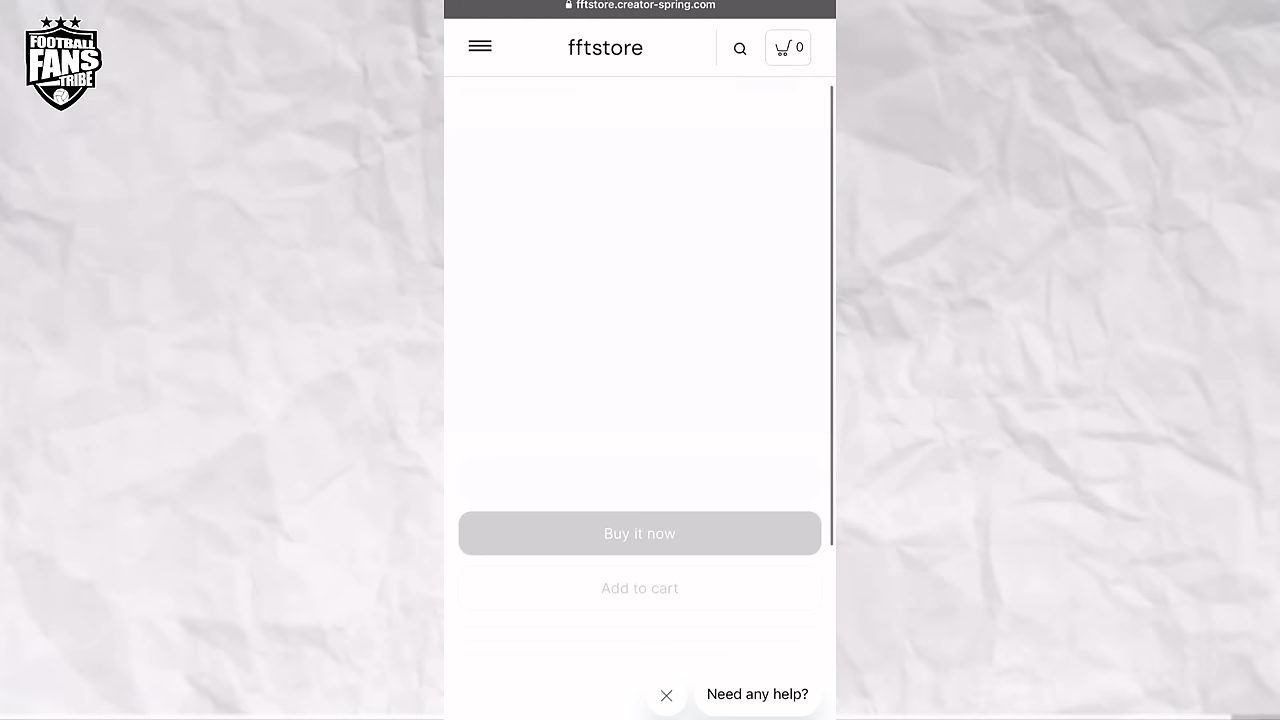 fftstore.creator-spring.com
FOOTBALL
FANS
TRIBE
fftstore
0
Buy it now
Add to cart
Need any help?